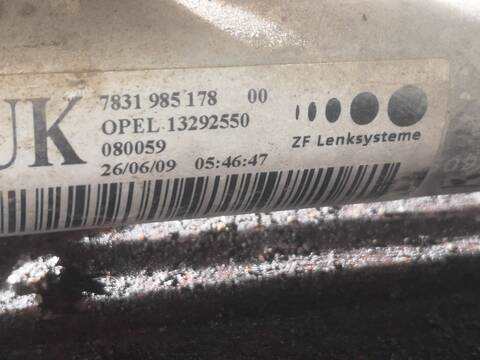 UK
7831 985 178 00
OPEL 13292550
080059
26/06/09 05:46:47
ZF Lenksysteme